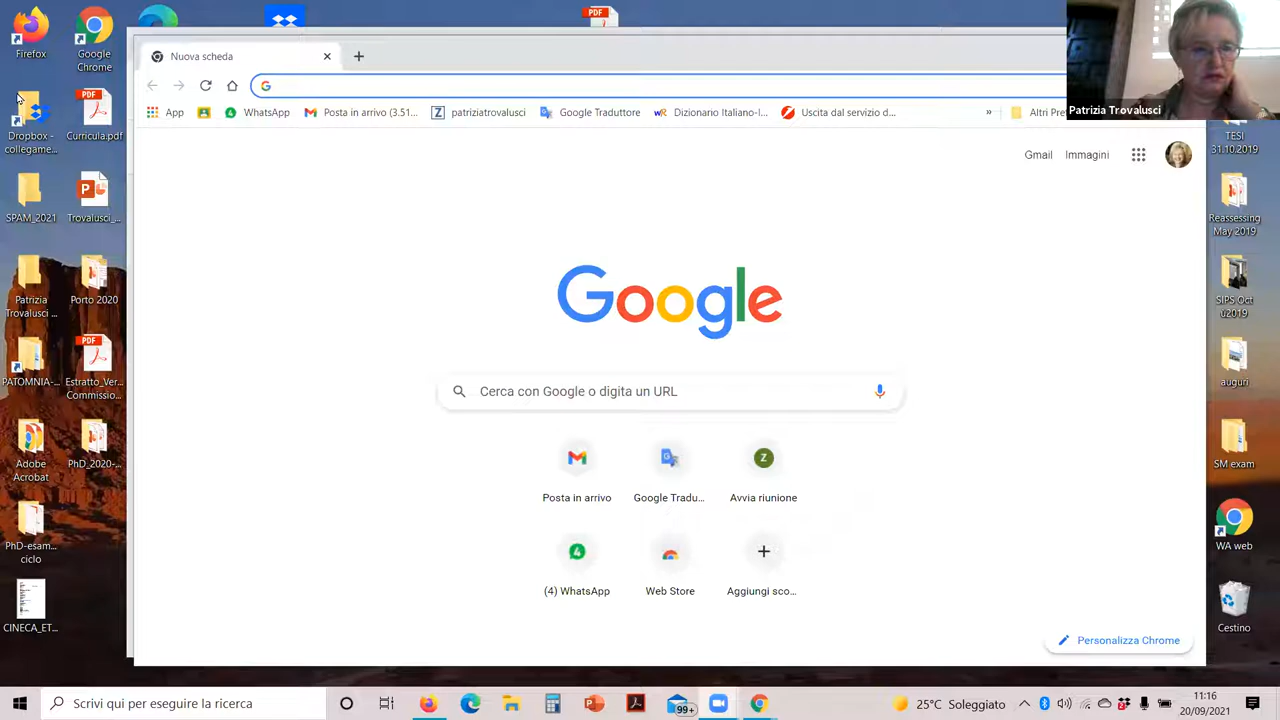 Firefox
Google
Chrome
PDF
Nuova scheda
Patrizia Trovalusci
Dropbox -
collegame...
PDF
Curricula.pdf
App
WhatsApp
Posta in arrivo (3.51...
patriziatrovalusci
Google Traduttore
Dizionario Italiano-I...
Uscita dal servizio d...
»
TESI
31.10.2019
Gmail
Immagini
SPAM_2021
Trovalusci_...
Reassessing
May 2019
Google
Patrizia
Trovalusci ...
Porto 2020
SIPS Oct
PDF
PATOMNIA-...
Estratto_Ver...
Commissio...
auguri
Cerca con Google o digita un URL
Adobe
Acrobat
PhD_2020-...
SM exam
Posta in arrivo
Google Tradu...
Avvia riunione
PhD-esam...
ciclo
WA web
(4) WhatsApp
Web Store
Aggiungi sco...
CINECA_ET...
Cestino
Personalizza Chrome
Scrivi qui per eseguire la ricerca
99+
25°C Soleggiato
11:16
20/09/2021